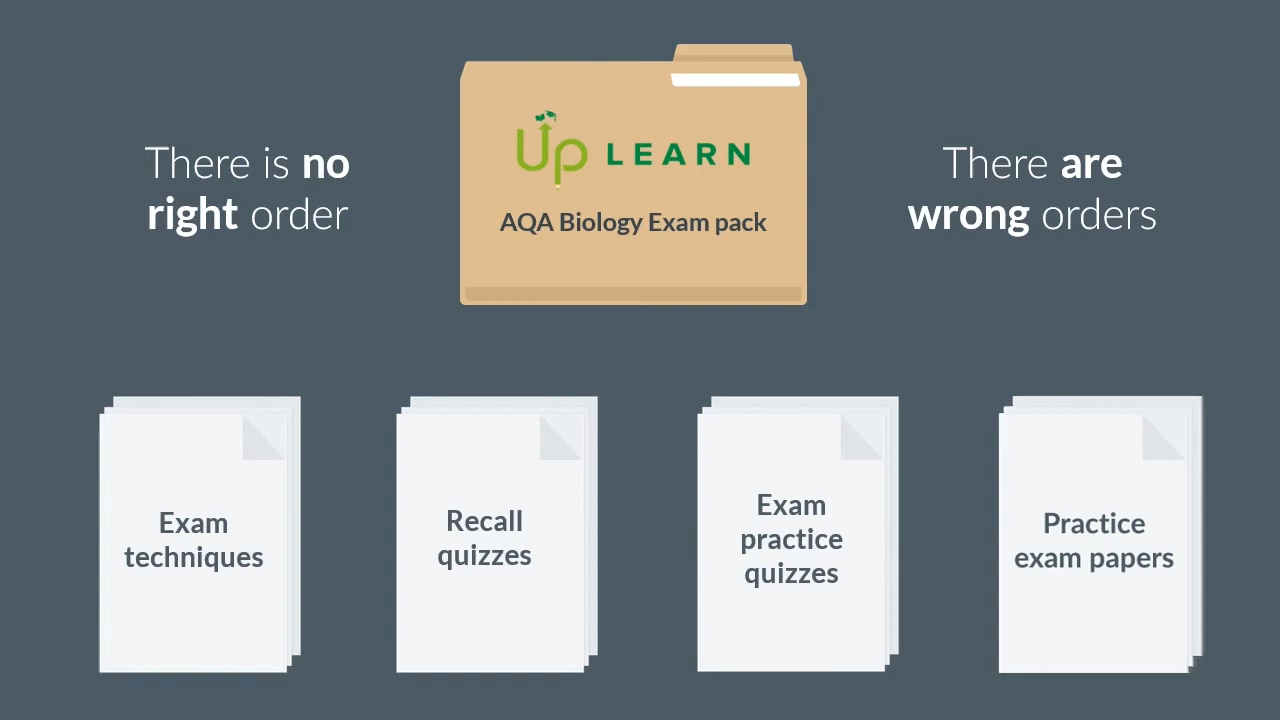 There is no
right order
Up LEARN
AQA Biology Exam pack
There are
wrong orders
Exam
techniques
Recall
quizzes
Exam
practice
quizzes
Practice
exam papers